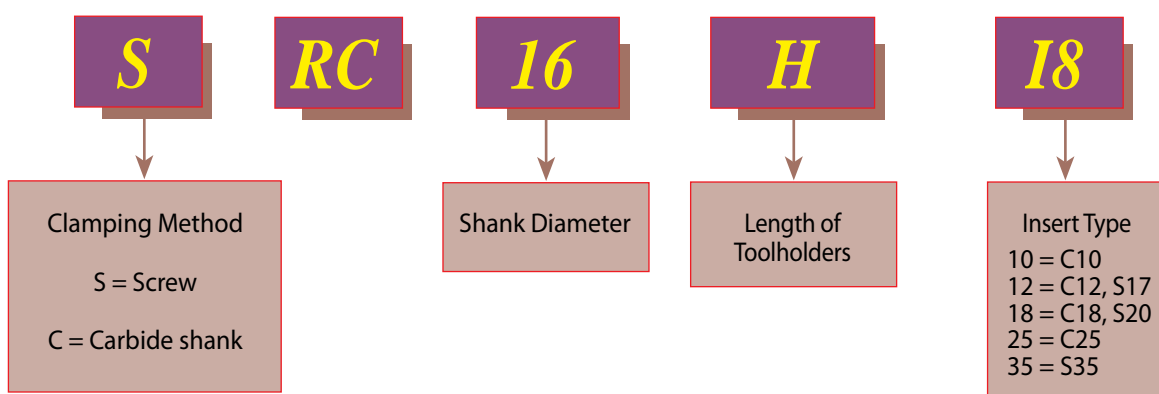 S RC 16 H I8
Clamping Method
S = Screw
C = Carbide shank
Shank Diameter
Length of
Toolholders
Insert Type
10 = C10
12 = C12, S17
18 = C18, S20
25 = C25
35 = S35